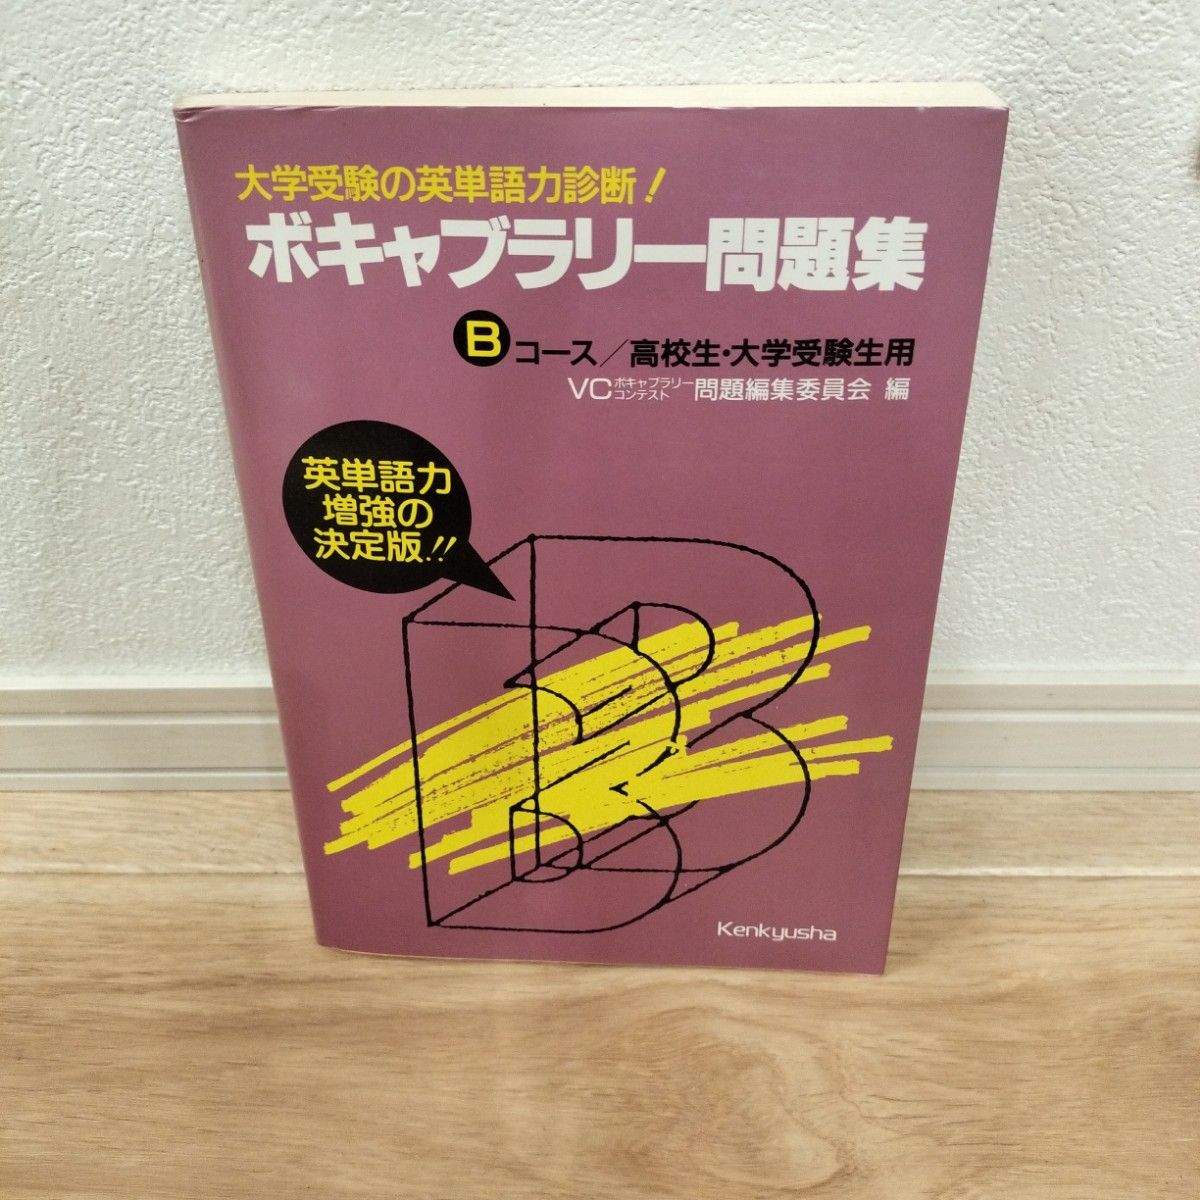 大学受験の英単語力診断！
ボキャブラリー問題集
Bコース／高校生・大学受験生用
VCボキャブラリーコンテスト問題編集委員会 編
英単語力
増強の
決定版!!
Kenkyusha